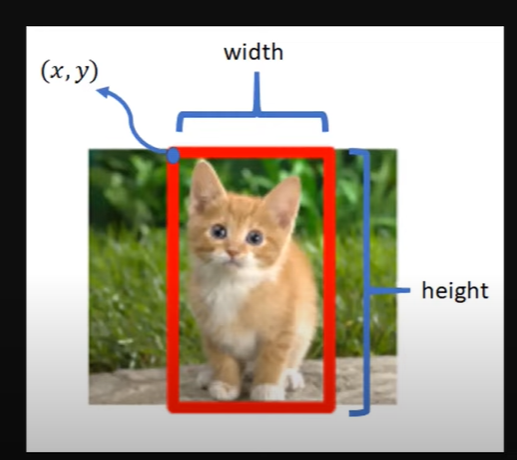 width
(x, y)
height